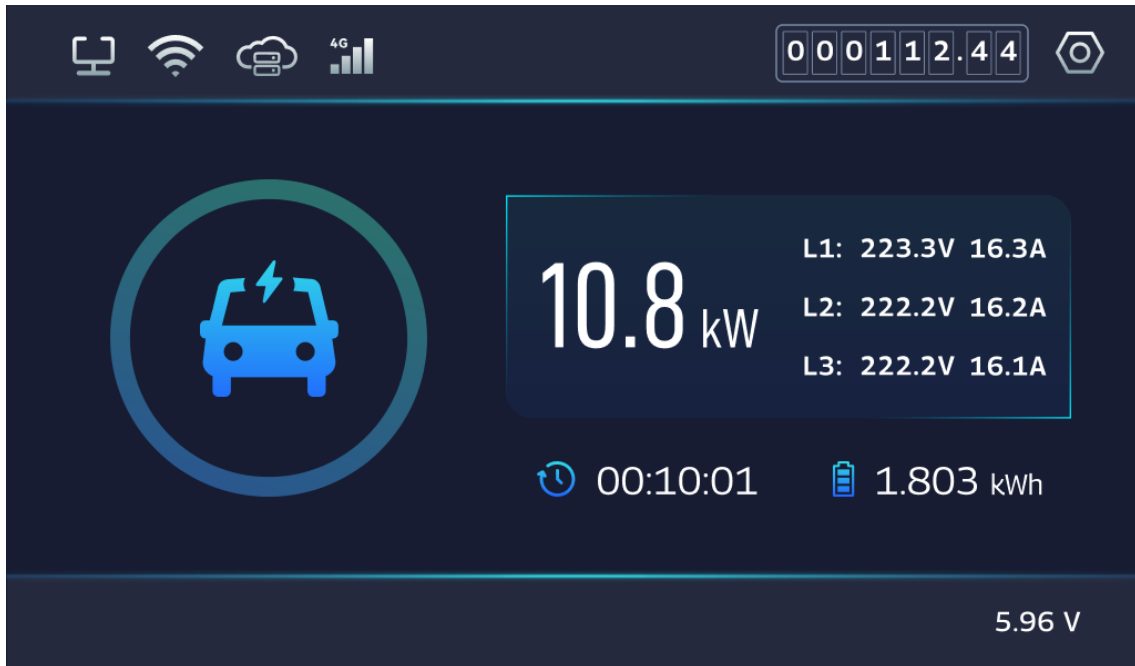 4G
000112.44
10.8 kW
L1: 223.3V 16.3A
L2: 222.2V 16.2A
L3: 222.2V 16.1A
00:10:01
1.803 kWh
5.96 V